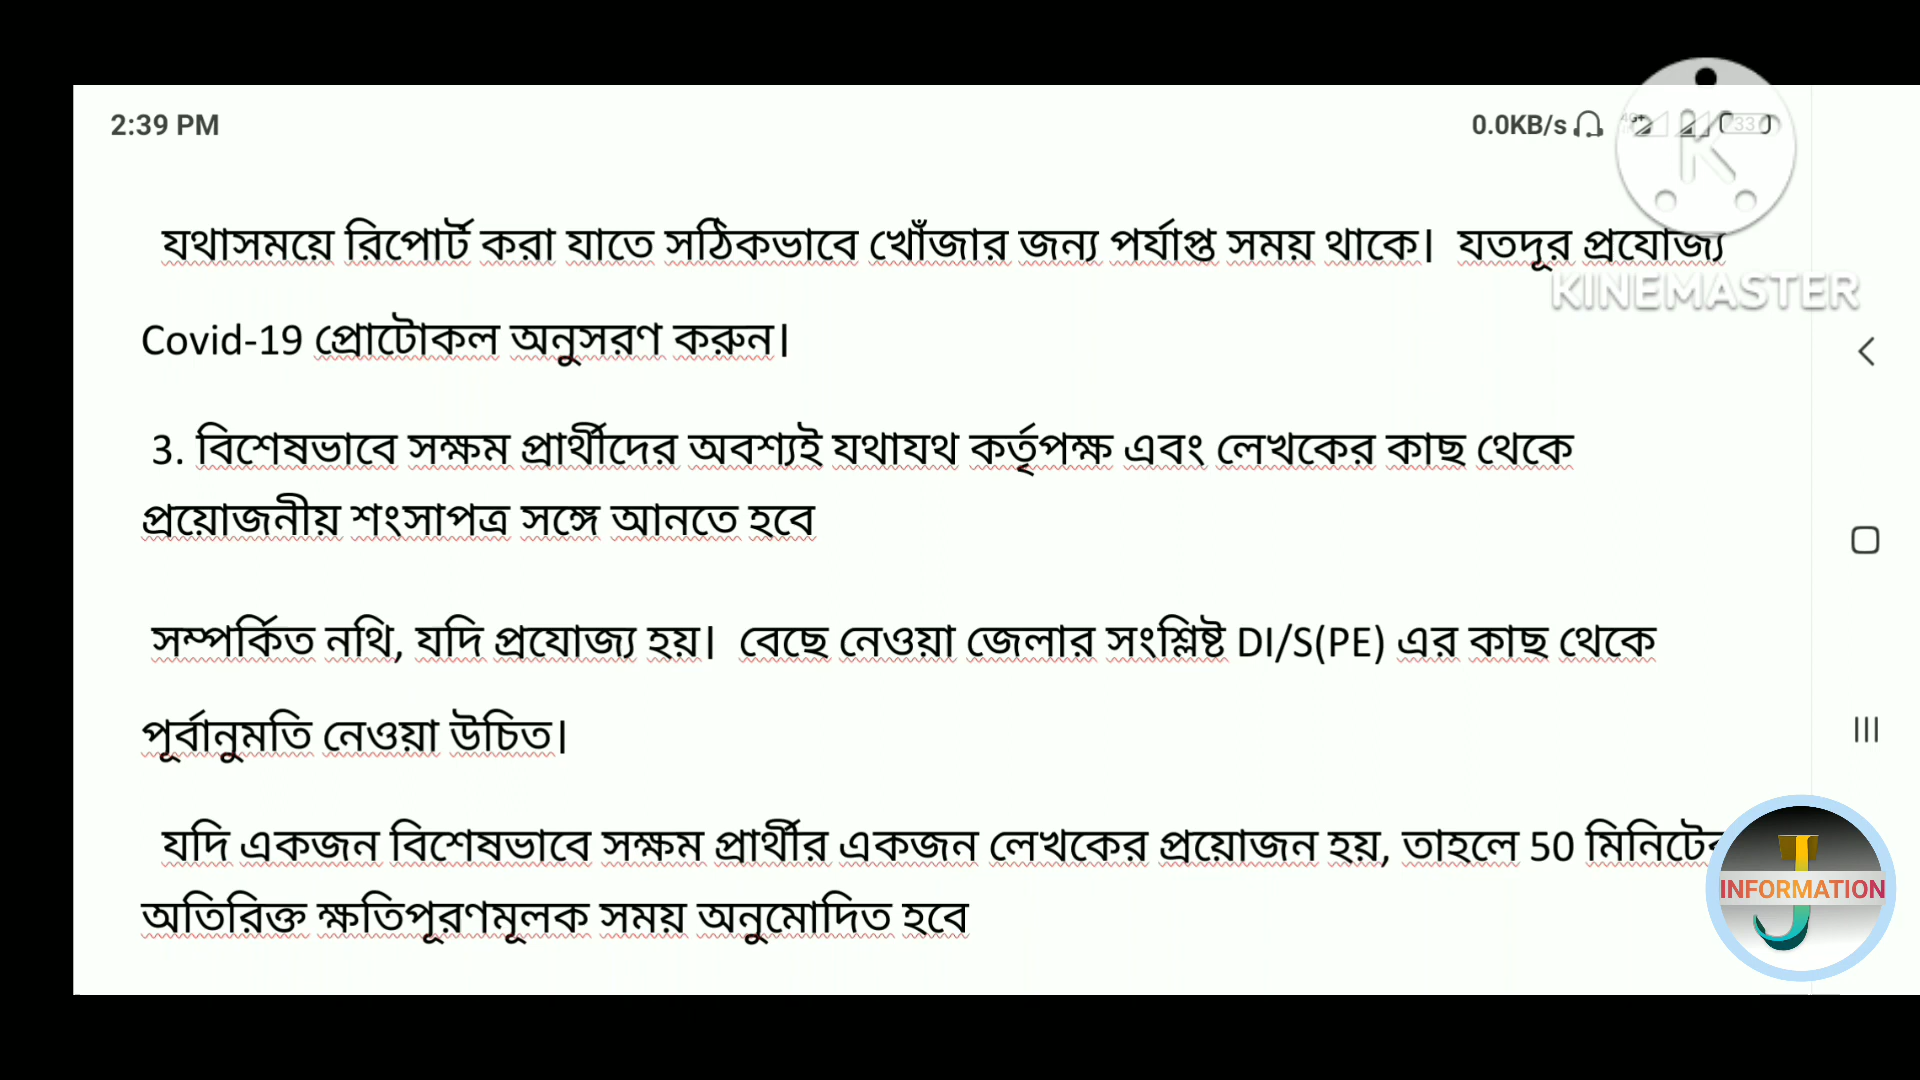 2:39 PM
0.0KB/s
33
যথাসময়ে রিপোর্ট করা যাতে সঠিকভাবে খোঁজার জন্য পর্যাপ্ত সময় থাকে। যতদূর প্রযোজ্য
KINEMASTER
Covid-19 প্রোটোকল অনুসরণ করুন।
3. বিশেষভাবে সক্ষম প্রার্থীদের অবশ্যই যথাযথ কর্তৃপক্ষ এবং লেখকের কাছ থেকে
প্রয়োজনীয় শংসাপত্র সঙ্গে আনতে হবে
সম্পর্কিত নথি, যদি প্রযোজ্য হয়। বেছে নেওয়া জেলার সংশ্লিষ্ট DI/S(PE) এর কাছ থেকে
পূর্বানুমতি নেওয়া উচিত।
যদি একজন বিশেষভাবে সক্ষম প্রার্থীর একজন লেখকের প্রয়োজন হয়, তাহলে 50 মিনিটের
INFORMATION
অতিরিক্ত ক্ষতিপূরণমূলক সময় অনুমোদিত হবে